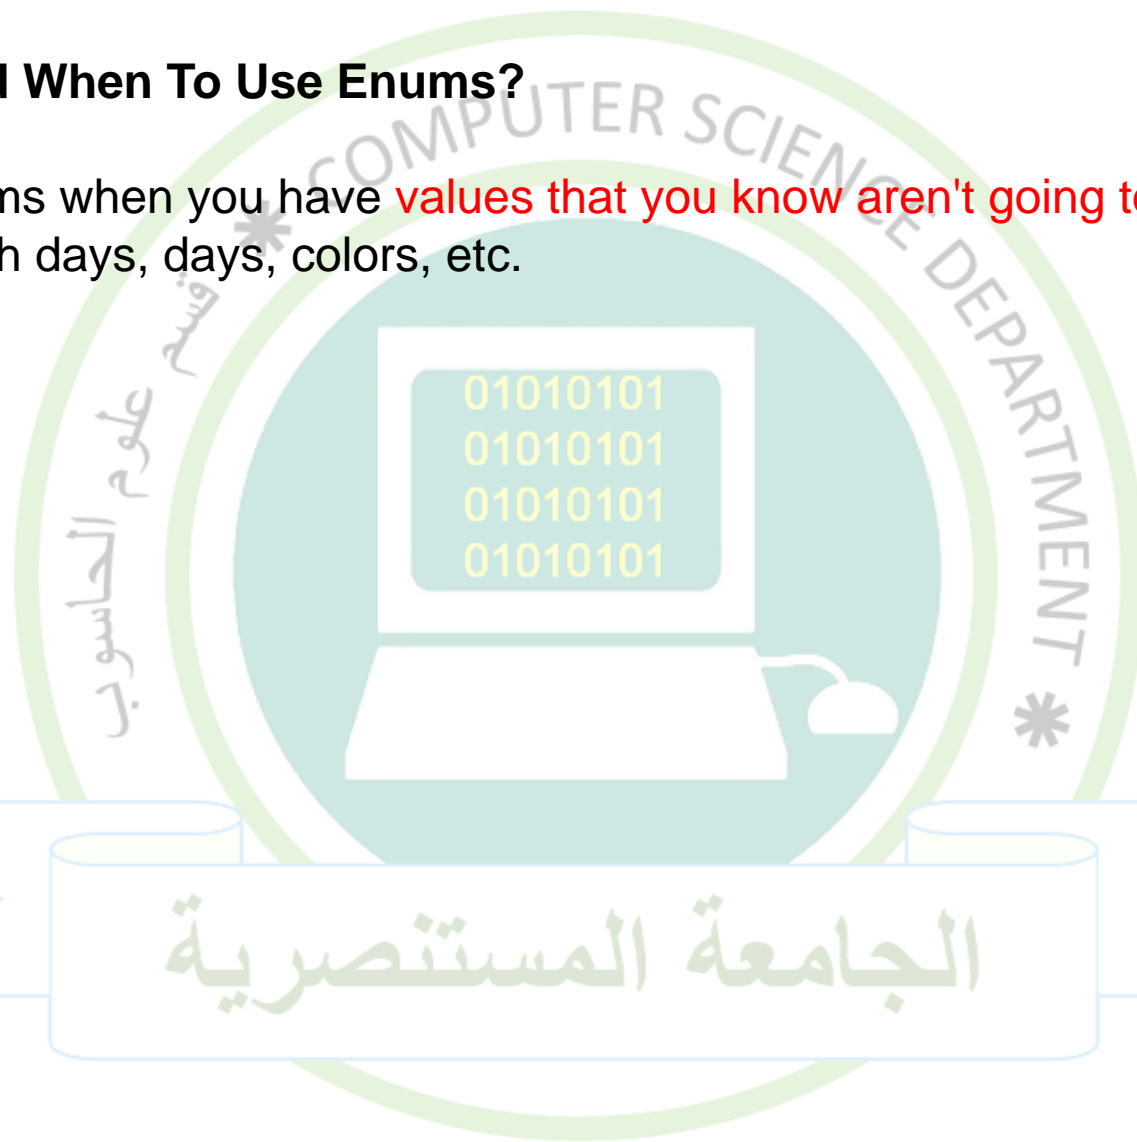 When To Use Enums?
when you have values that you know aren't going
days, days, colors, etc.
* COMPUTER SCIENCE DEPARTMENT *
قسم علوم الحاسوب
01010101
01010101
01010101
01010101
الجامعة المستنصرية